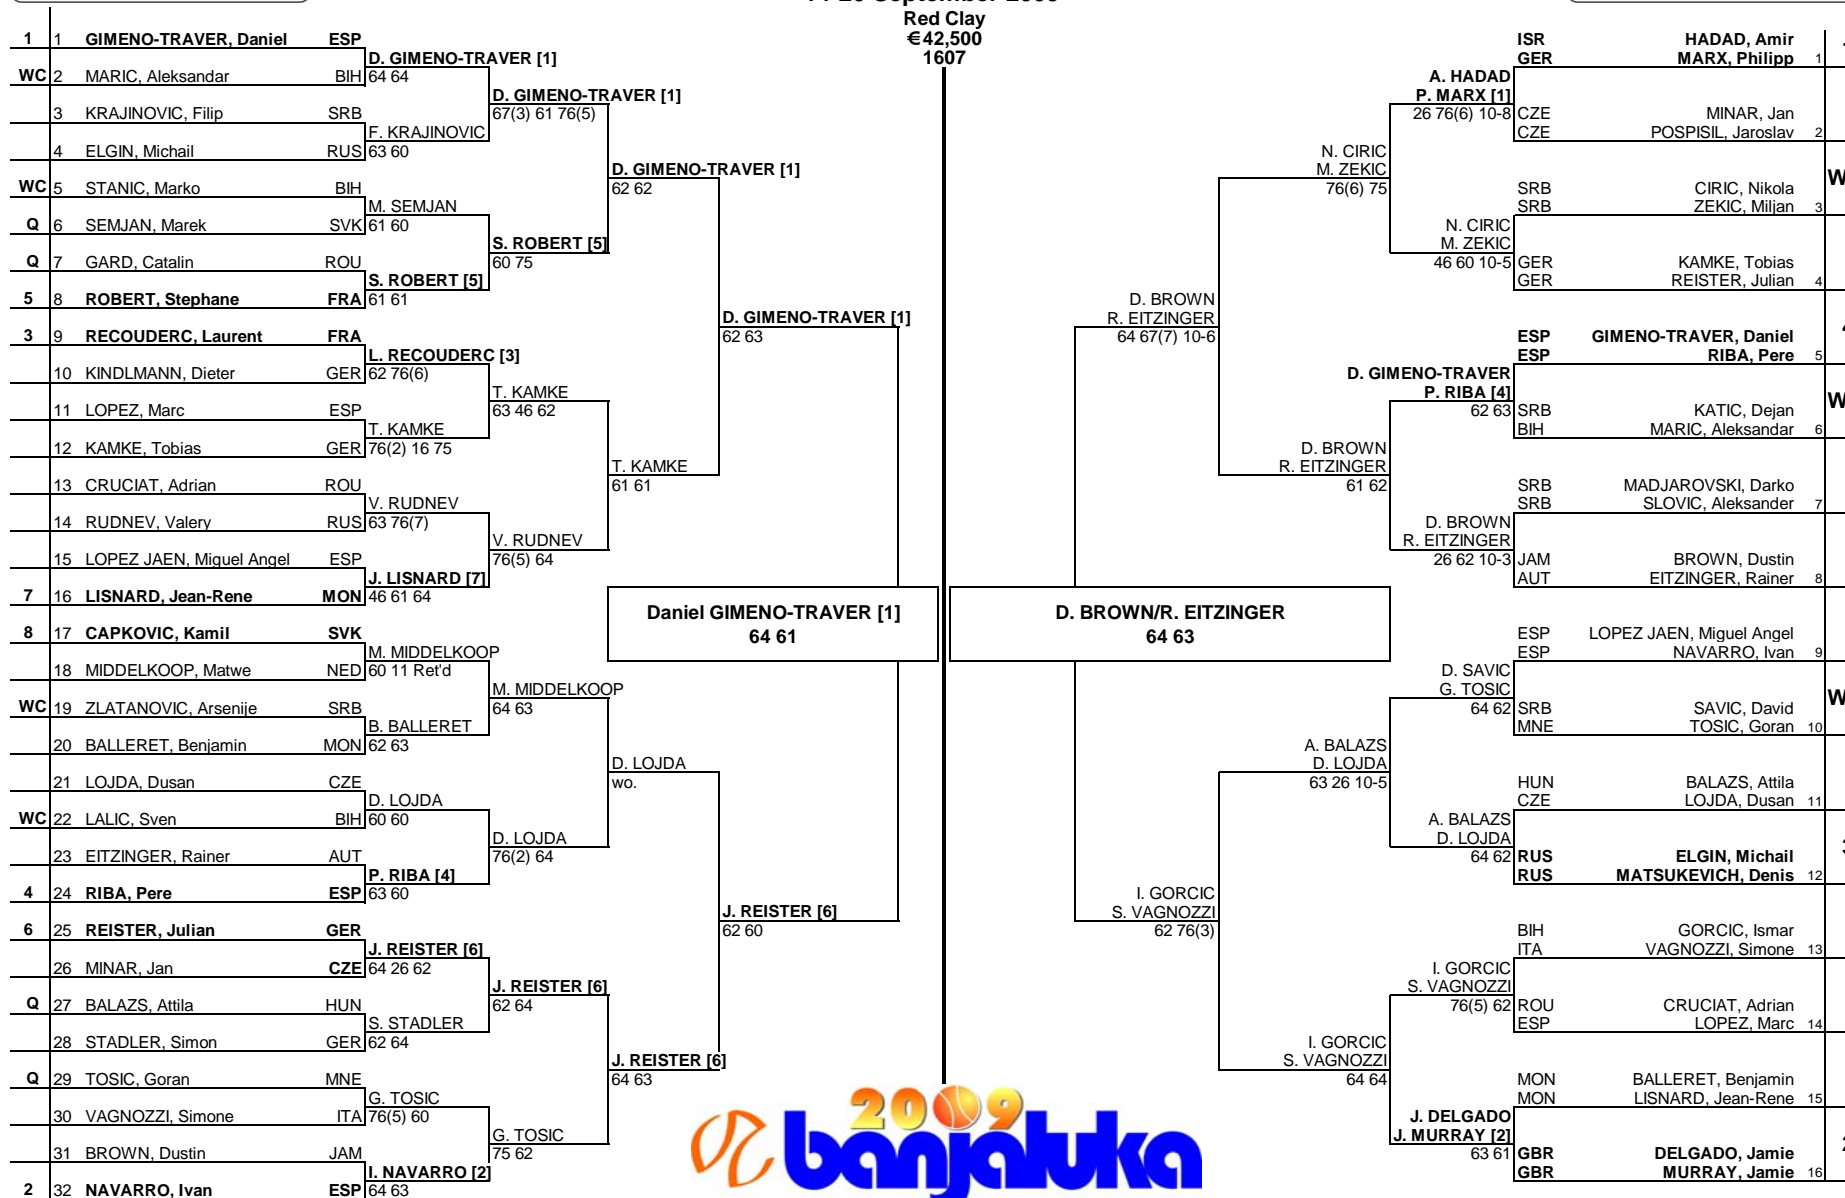 Red Clay
€42,500
1607
1 1 GIMENO-TRAVER, Daniel ESP
WC 2 MARIC, Aleksandar BIH
3 KRAJINOVIC, Filip SRB
4 ELGIN, Michail RUS
WC 5 STANIC, Marko BIH
Q 6 SEMJAN, Marek SVK
Q 7 GARD, Catalin ROU
5 8 ROBERT, Stephane FRA
3 9 RECOUDERC, Laurent FRA
10 KINDLMANN, Dieter GER
11 LOPEZ, Marc ESP
12 KAMKE, Tobias GER
13 CRUCIAT, Adrian ROU
14 RUDNEV, Valery RUS
15 LOPEZ JAEN, Miguel Angel ESP
7 16 LISNARD, Jean-Rene MON
8 17 CAPKOVIC, Kamil SVK
18 MIDDELKOOP, Matwe NED
WC 19 ZLATANOVIC, Arsenije SRB
20 BALLERET, Benjamin MON
21 LOJDA, Dusan CZE
WC 22 LALIC, Sven BIH
23 EITZINGER, Rainer AUT
4 24 RIBA, Pere ESP
6 25 REISTER, Julian GER
26 MINAR, Jan CZE
Q 27 BALAZS, Attila HUN
28 STADLER, Simon GER
Q 29 TOSIC, Goran MNE
30 VAGNOZZI, Simone ITA
31 BROWN, Dustin JAM
2 32 NAVARRO, Ivan ESP
D. GIMENO-TRAVER [1]
64 64
F. KRAJINOVIC
63 60
M. SEMJAN
61 60
S. ROBERT [5]
61 61
L. RECOUDERC [3]
62 76(6)
T. KAMKE
76(2) 16 75
V. RUDNEV
63 76(7)
J. LISNARD [7]
46 61 64
M. MIDDELKOOP
60 11 Ret'd
B. BALLERET
62 63
D. LOJDA
60 60
P. RIBA [4]
63 60
J. REISTER [6]
64 26 62
S. STADLER
62 64
G. TOSIC
76(5) 60
I. NAVARRO [2]
64 63
D. GIMENO-TRAVER [1]
67(3) 61 76(5)
S. ROBERT [5]
60 75
T. KAMKE
63 46 62
V. RUDNEV
76(5) 64
M. MIDDELKOOP
64 63
D. LOJDA
76(2) 64
J. REISTER [6]
62 64
G. TOSIC
75 62
D. GIMENO-TRAVER [1]
62 62
T. KAMKE
61 61
D. LOJDA
wo.
J. REISTER [6]
64 63
D. GIMENO-TRAVER [1]
62 63
J. REISTER [6]
62 60
Daniel GIMENO-TRAVER [1]
64 61
D. BROWN/R. EITZINGER
64 63
D. BROWN
R. EITZINGER
64 67(7) 10-6
I. GORCIC
S. VAGNOZZI
62 76(3)
N. CIRIC
M. ZEKIC
76(6) 75
D. BROWN
R. EITZINGER
61 62
A. BALAZS
D. LOJDA
63 26 10-5
I. GORCIC
S. VAGNOZZI
64 64
A. HADAD
P. MARX [1]
26 76(6) 10-8
N. CIRIC
M. ZEKIC
46 60 10-5
D. GIMENO-TRAVER
P. RIBA [4]
62 63
D. BROWN
R. EITZINGER
26 62 10-3
D. SAVIC
G. TOSIC
64 62
A. BALAZS
D. LOJDA
64 62
I. GORCIC
S. VAGNOZZI
76(5) 62
J. DELGADO
J. MURRAY [2]
63 61
ISR HADAD, Amir
GER MARX, Philipp 1
CZE MINAR, Jan
CZE POSPISIL, Jaroslav 2
SRB CIRIC, Nikola
SRB ZEKIC, Miljan 3
GER KAMKE, Tobias
GER REISTER, Julian 4
ESP GIMENO-TRAVER, Daniel
ESP RIBA, Pere 5
SRB KATIC, Dejan
BIH MARIC, Aleksandar 6
SRB MADJAROVSKI, Darko
SRB SLOVIC, Aleksander 7
JAM BROWN, Dustin
AUT EITZINGER, Rainer 8
ESP LOPEZ JAEN, Miguel Angel
ESP NAVARRO, Ivan 9
SRB SAVIC, David
MNE TOSIC, Goran 10
HUN BALAZS, Attila
CZE LOJDA, Dusan 11
RUS ELGIN, Michail
RUS MATSUKEVICH, Denis 12
BIH GORCIC, Ismar
ITA VAGNOZZI, Simone 13
ROU CRUCIAT, Adrian
ESP LOPEZ, Marc 14
MON BALLERET, Benjamin
MON LISNARD, Jean-Rene 15
GBR DELGADO, Jamie
GBR MURRAY, Jamie 16
2009
banjaluka